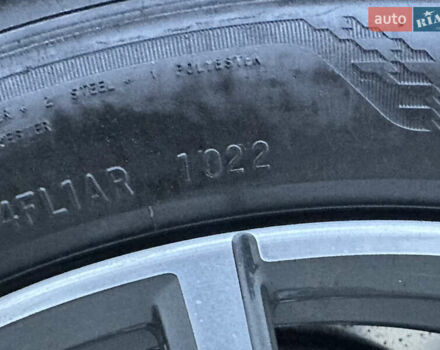 auto RIA
2 STEEL - 1 POLYESTER
4FL1AR 1022